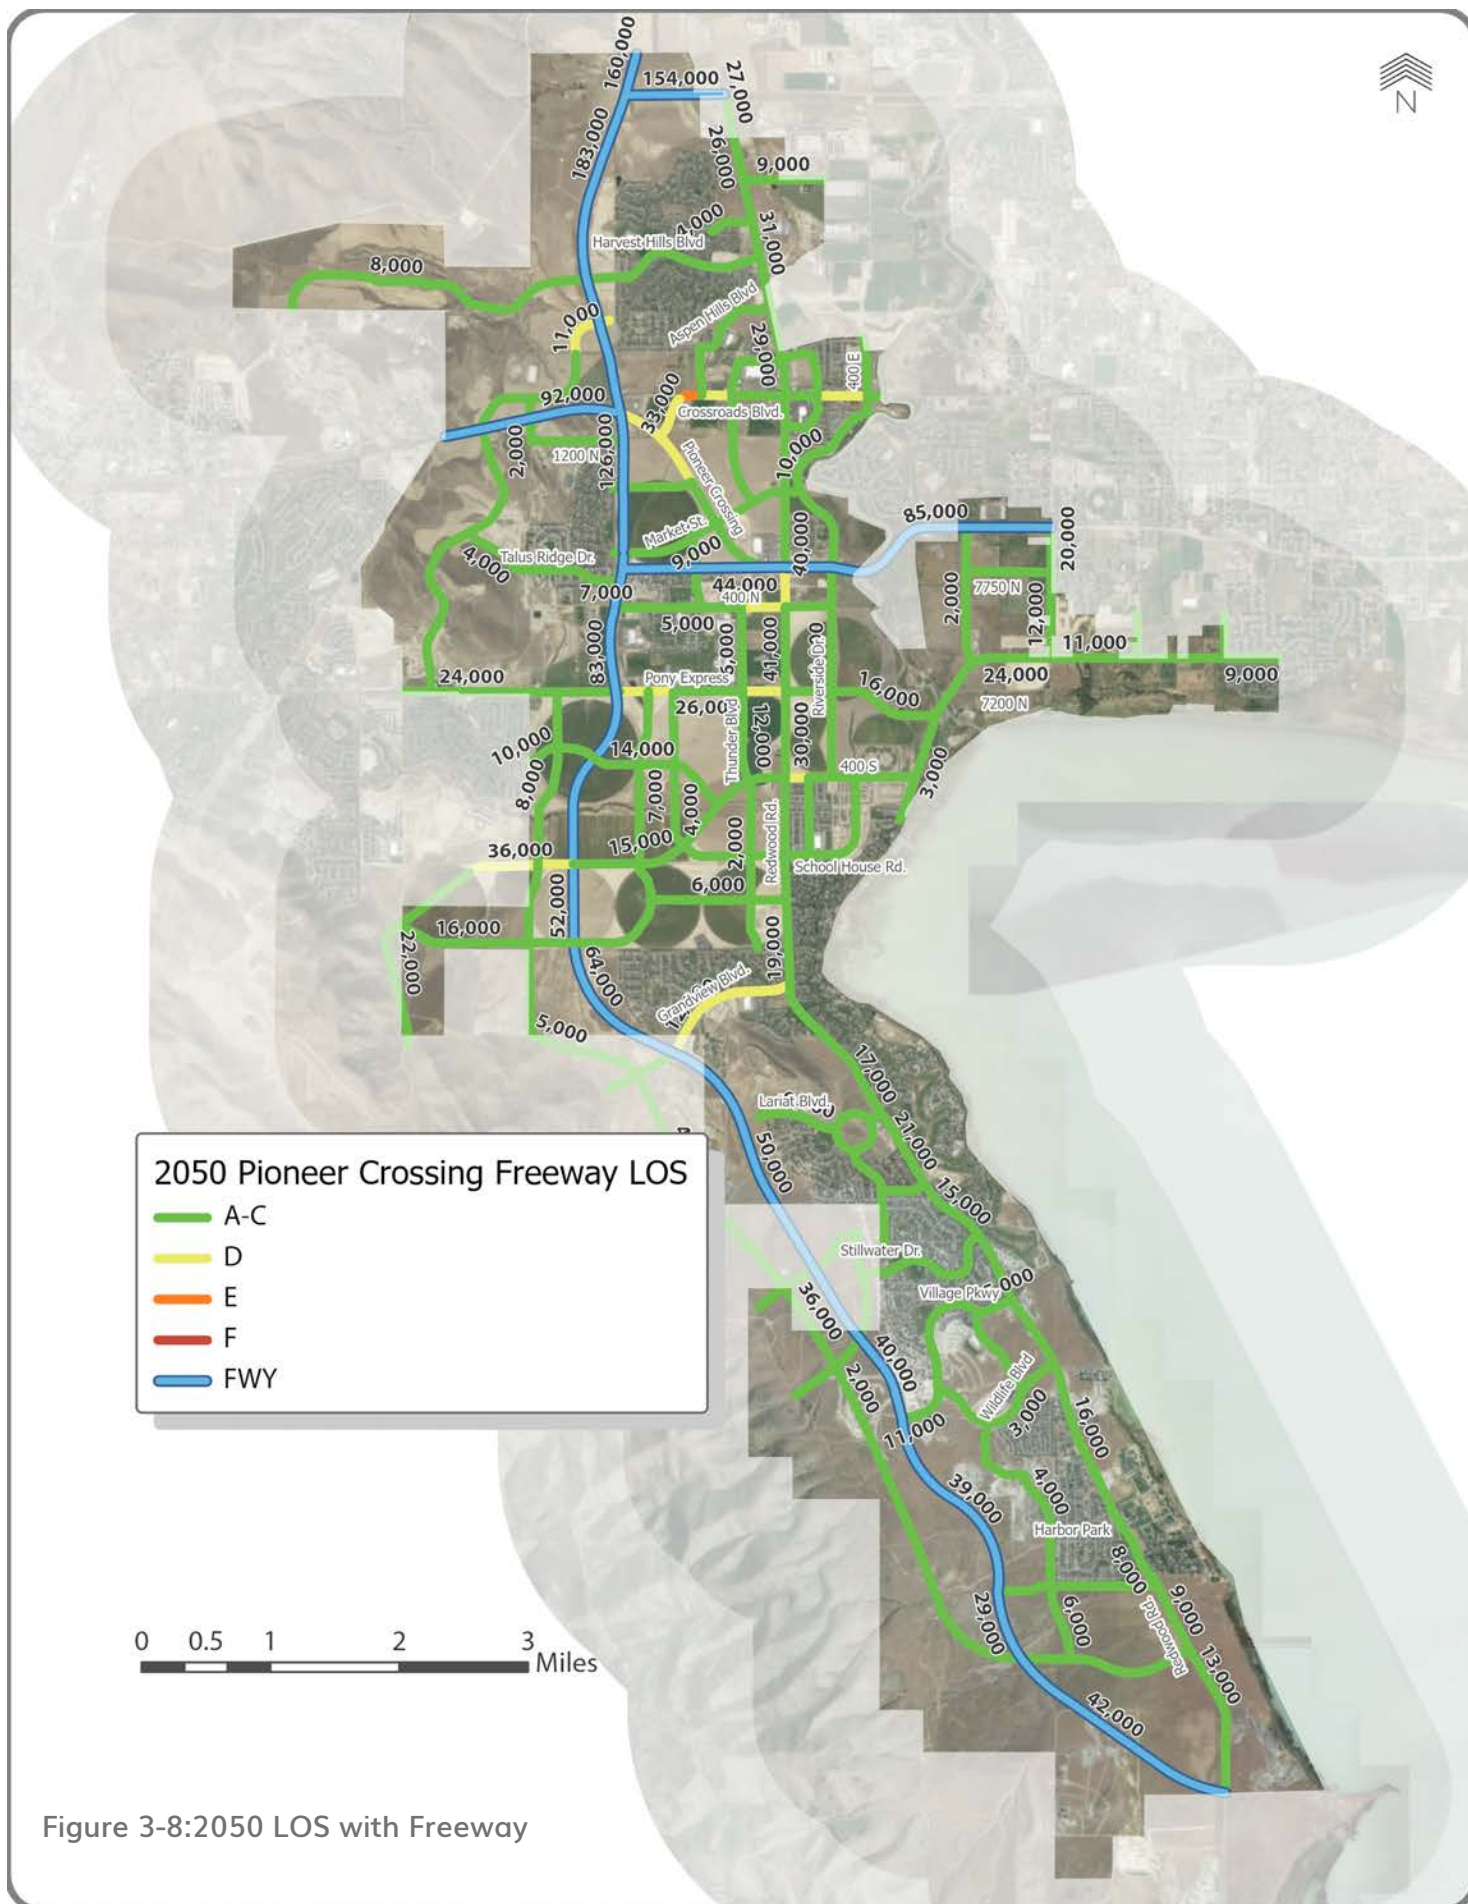 160,000
154,000
27,000
N
183,000
26,000
9,000
4,000
31,000
Harvest Hills Blvd
8,000
Aspen Hills Blvd
11,000
29,000
400 E
92,000
33,000
Crossroads Blvd.
2,000
1200 N
126,000
Pioneer Crossing
10,000
85,000
20,000
Market St.
40,000
Talus Ridge Dr.
4,000
9,000
7,000
44,000
400 N
7750 N
2,000
12,000
5,000
11,000
83,000
41,000
Riverside Dr.
24,000
Pony Express
16,000
24,000
9,000
7200 N
Thunder Blvd
12,000
30,000
10,000
14,000
400 S
8,000
7,000
4,000
3,000
36,000
15,000
2,000
Redwood Rd.
School House Rd.
6,000
52,000
16,000
22,000
19,000
64,000
Grandview Blvd.
5,000
17,000
Lariat Blvd.
21,000
50,000
15,000
2050 Pioneer Crossing Freeway LOS
A-C
D
E
F
FWY
Stillwater Dr.
Village Pkwy
36,000
40,000
2,000
Wildlife Blvd
3,000
16,000
11,000
39,000
4,000
Harbor Park
8,000
9,000
29,000
6,000
Redwood Rd.
13,000
42,000
0 0.5 1 2 3
Miles
Figure 3-8:2050 LOS with Freeway